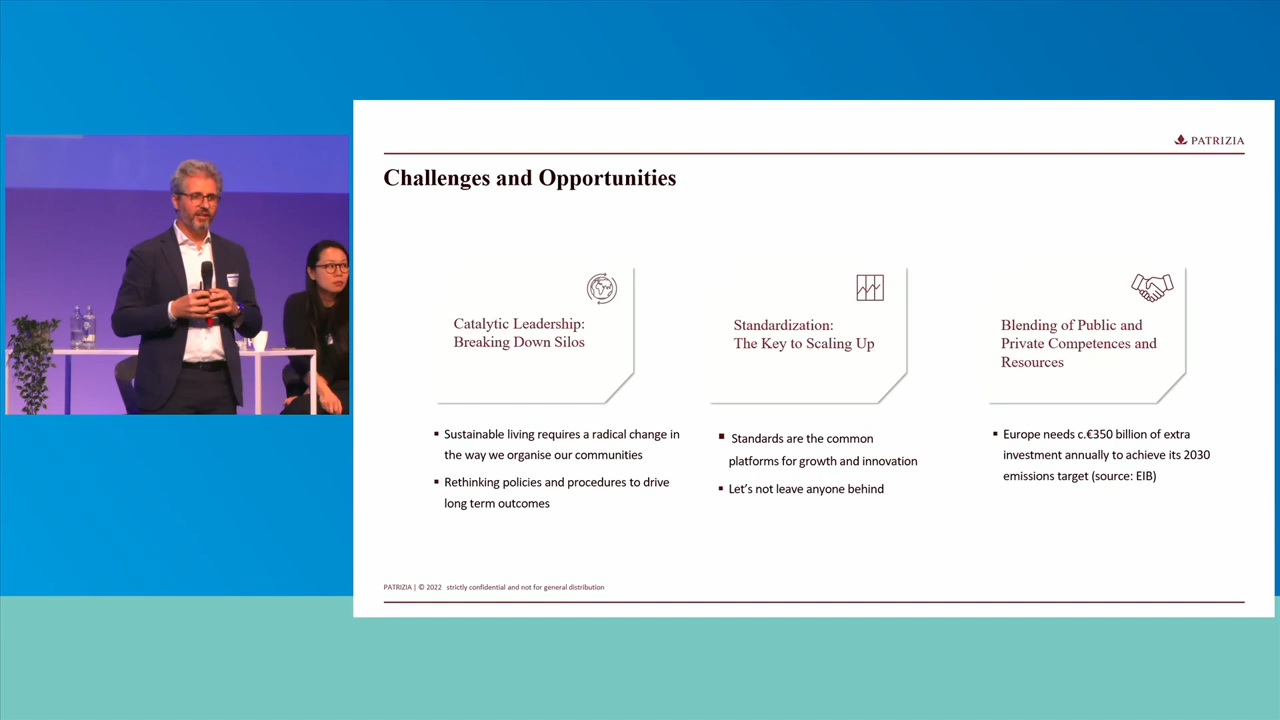 PATRIZIA
Challenges and Opportunities
Catalytic Leadership:
Breaking Down Silos
▪ Sustainable living requires a radical change in
the way we organise our communities
▪ Rethinking policies and procedures to drive
long term outcomes
Standardization:
The Key to Scaling Up
▪ Standards are the common
platforms for growth and innovation
▪ Let's not leave anyone behind
Blending of Public and
Private Competences and
Resources
▪ Europe needs c.€350 billion of extra
investment annually to achieve its 2030
emissions target (source: EIB)
PATRIZIA | © 2022 strictly confidential and not for general distribution